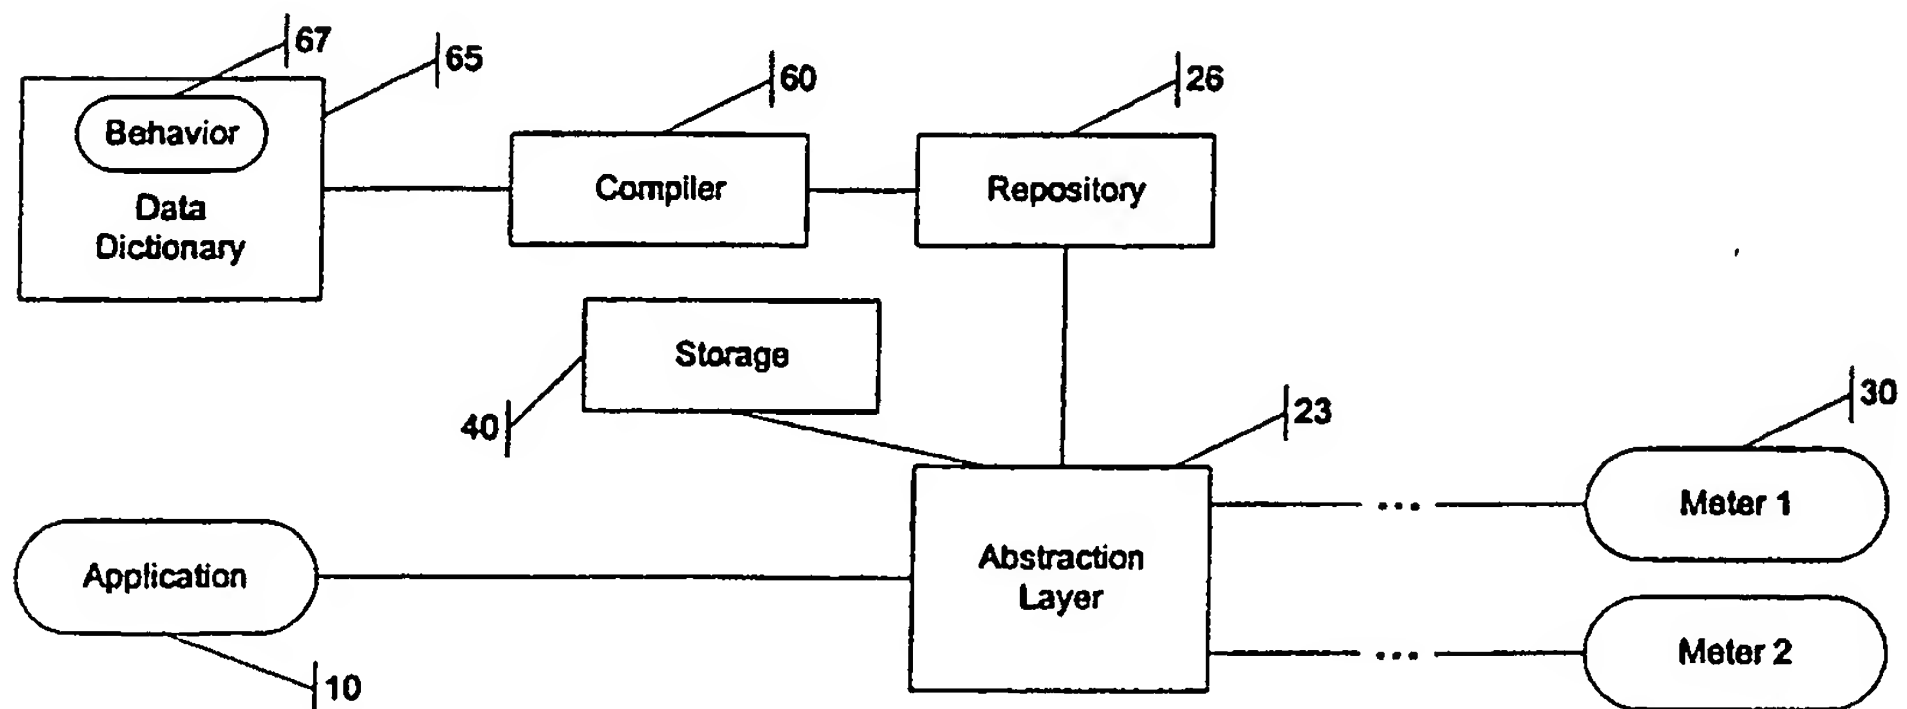 67
65
60
26
Behavior
Data
Dictionary
Compiler
Repository
Storage
40
23
30
Meter 1
Application
Abstraction
Layer
...
...
Meter 2
10